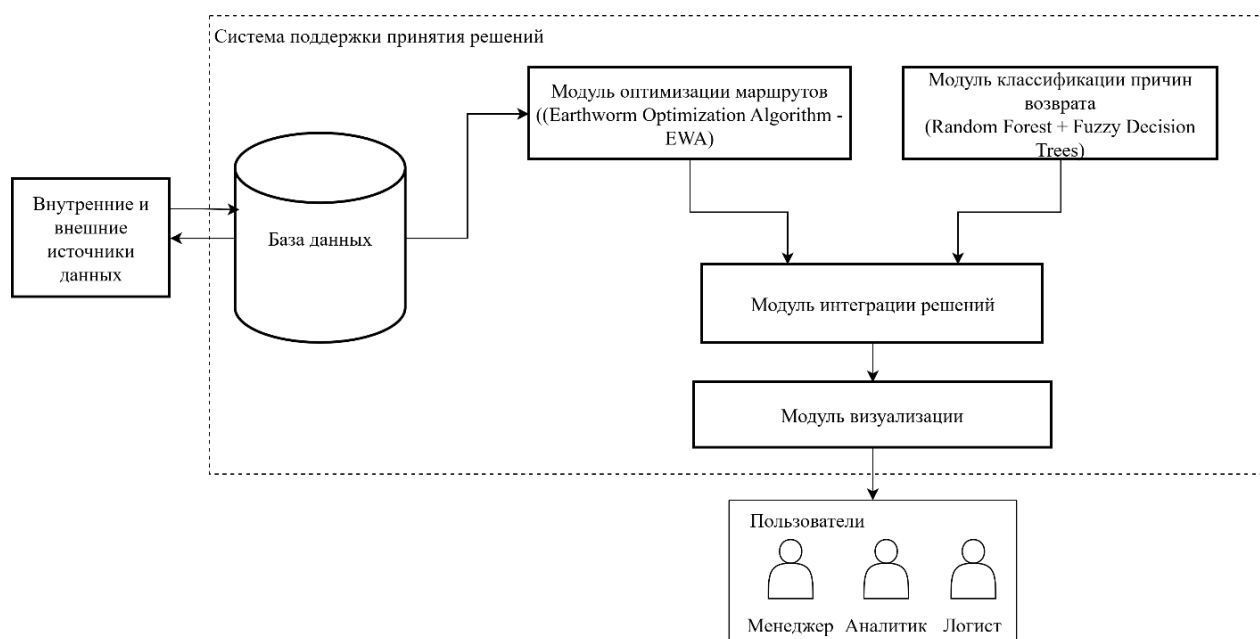 Система поддержки принятия решений
Модуль оптимизации маршрутов
((Earthworm Optimization Algorithm -
EWA)
Модуль классификации причин
возврата
(Random Forest + Fuzzy Decision
Trees)
Внутренние и
внешние
источники
данных
База данных
Модуль интеграции решений
Модуль визуализации
Пользователи
Менеджер Аналитик Логист